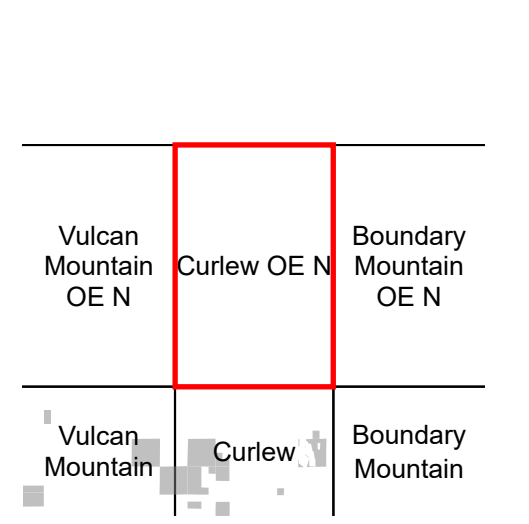 Vulcan
Mountain
OE N
Curlew OE N
Boundary
Mountain
OE N
Vulcan
Mountain
Curlew
Boundary
Mountain